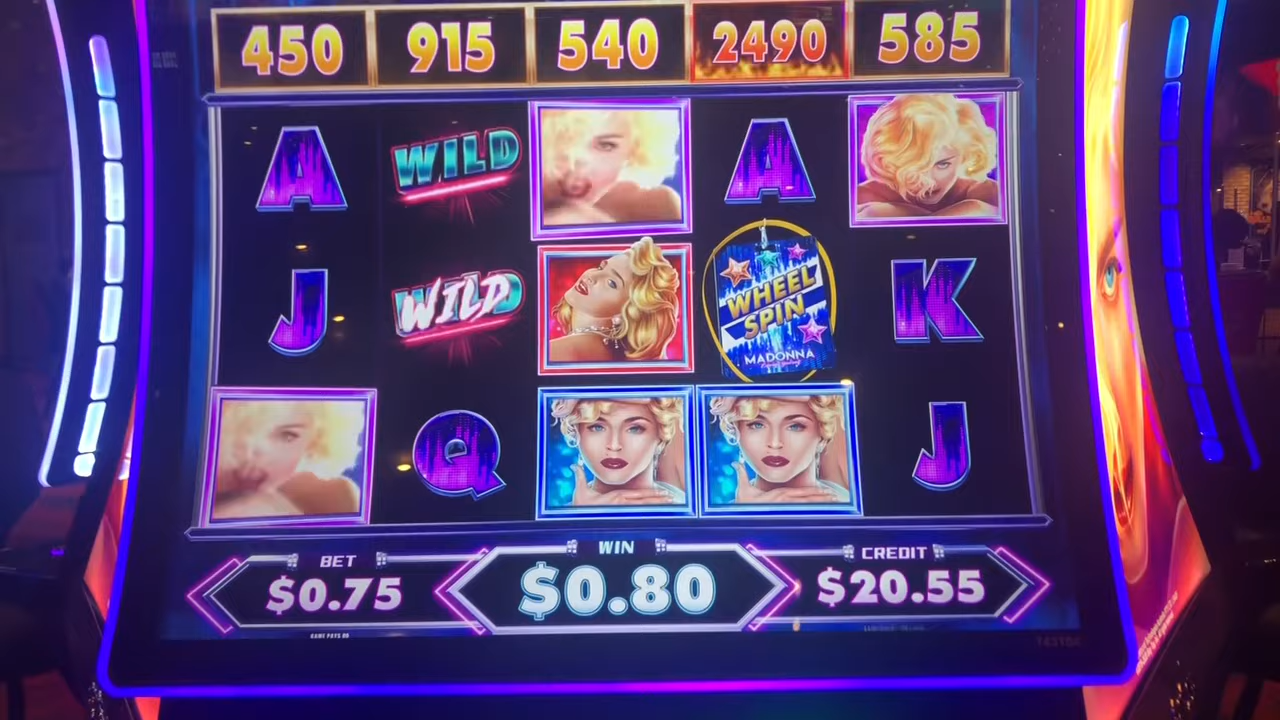 450 915 540 2490 585
A WILD A
WHEEL
SPIN
J WILD K
MADONNA
Q J
BET WIN CREDIT
$0.75 $0.80 $20.55